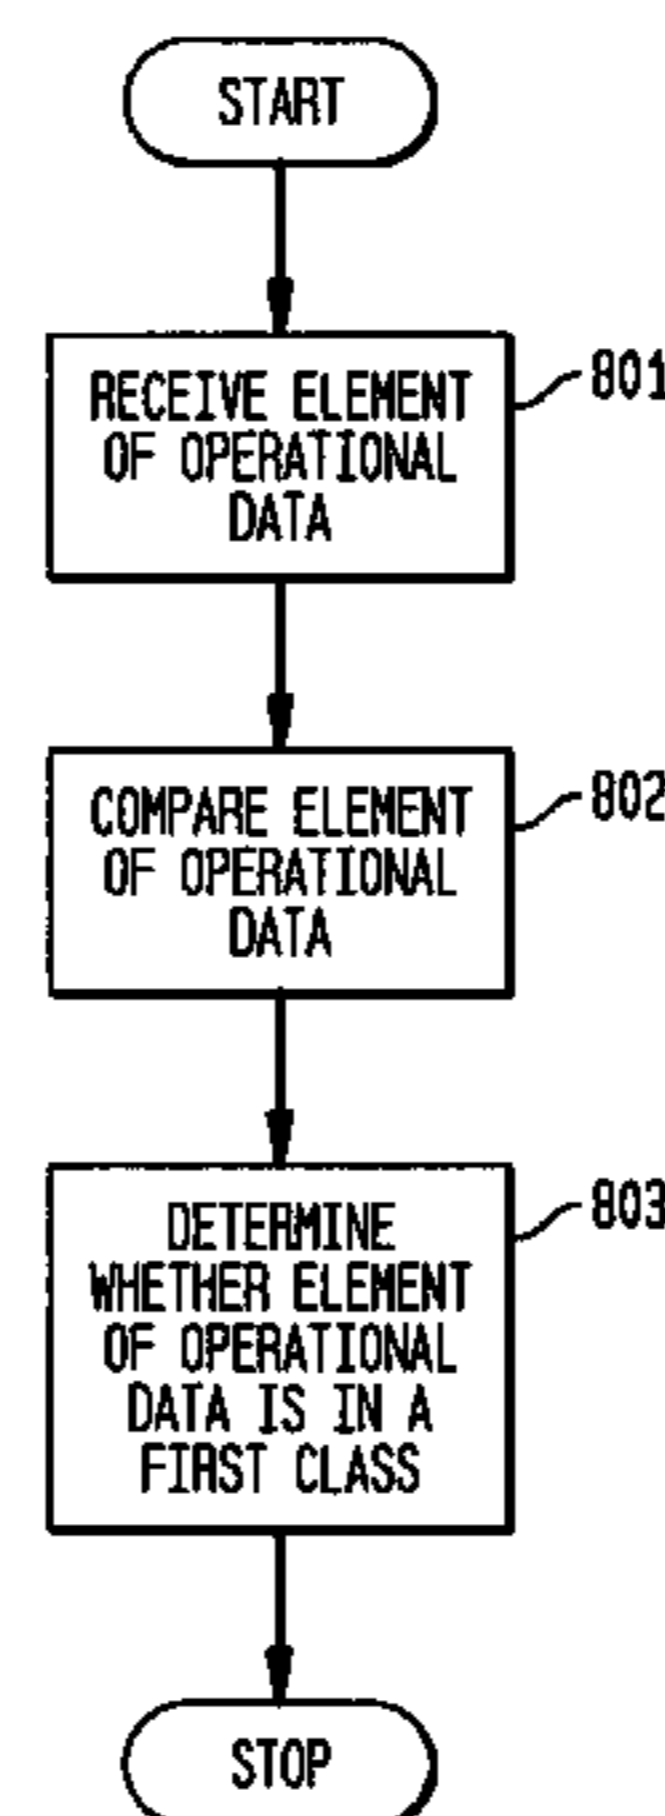 START
RECEIVE ELEMENT
OF OPERATIONAL
DATA
801
COMPARE ELEMENT
OF OPERATIONAL
DATA
802
DETERMINE
WHETHER ELEMENT
OF OPERATIONAL
DATA IS IN A
FIRST CLASS
803
STOP